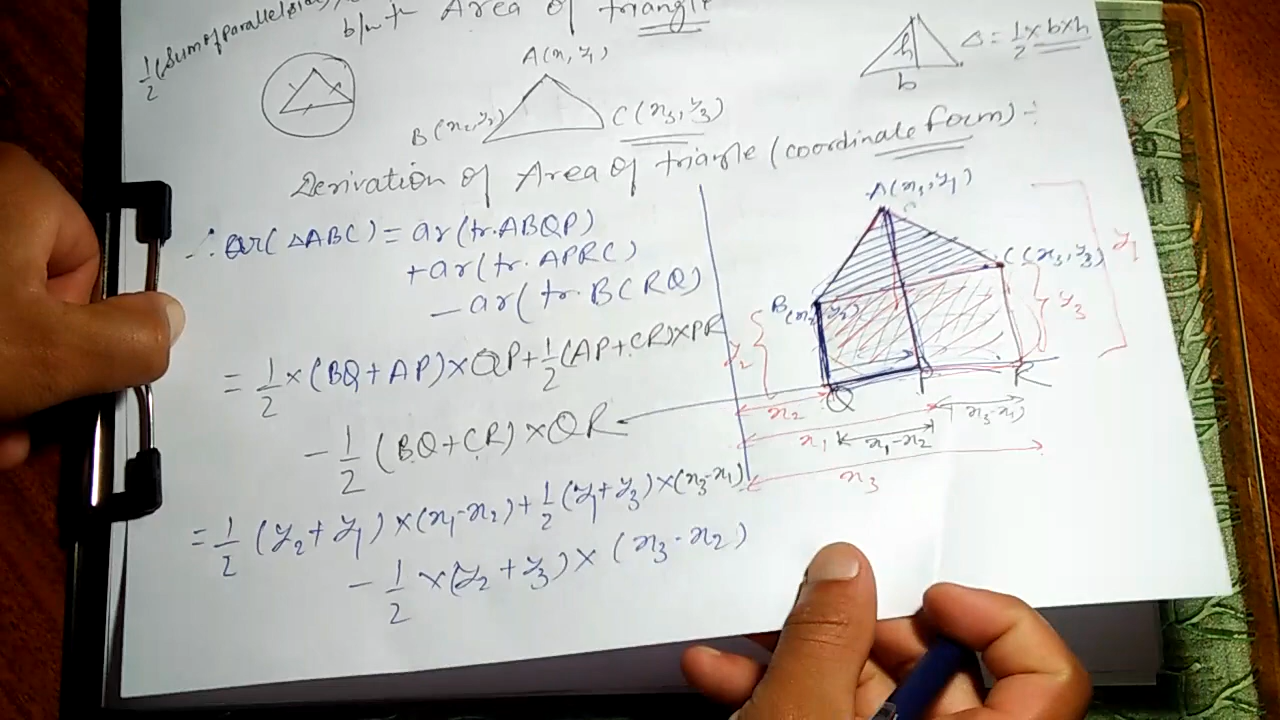 ½(Sum of parallel side)
b/w t Area of triangle
A(x, y₁)
B(x₂, y₂)
C(x₃, y₃)
h
b
Δ = ½ × b × h
Derivation of Area of triangle (coordinate form) :-
∴ ar(△ABC) = ar(tr. ABQP)
+ ar(tr. APRC)
– ar(tr. BCRQ)
= ½ × (BQ + AP) × QP + ½ (AP + CR) × PR
– ½ (BQ + CR) × QR
= ½ (y₂ + y₁) × (x₁ - x₂) + ½ (y₁ + y₃) × (x₃ - x₁)
– ½ × (y₂ + y₃) × (x₃ - x₂)
A(x₁, y₁)
C(x₃, y₃)
y₁
B(x₂, y₂)
y₃
y₂
Q
P
R
x₂
(x₃-x₁)
x₁
x₁-x₂
x₃